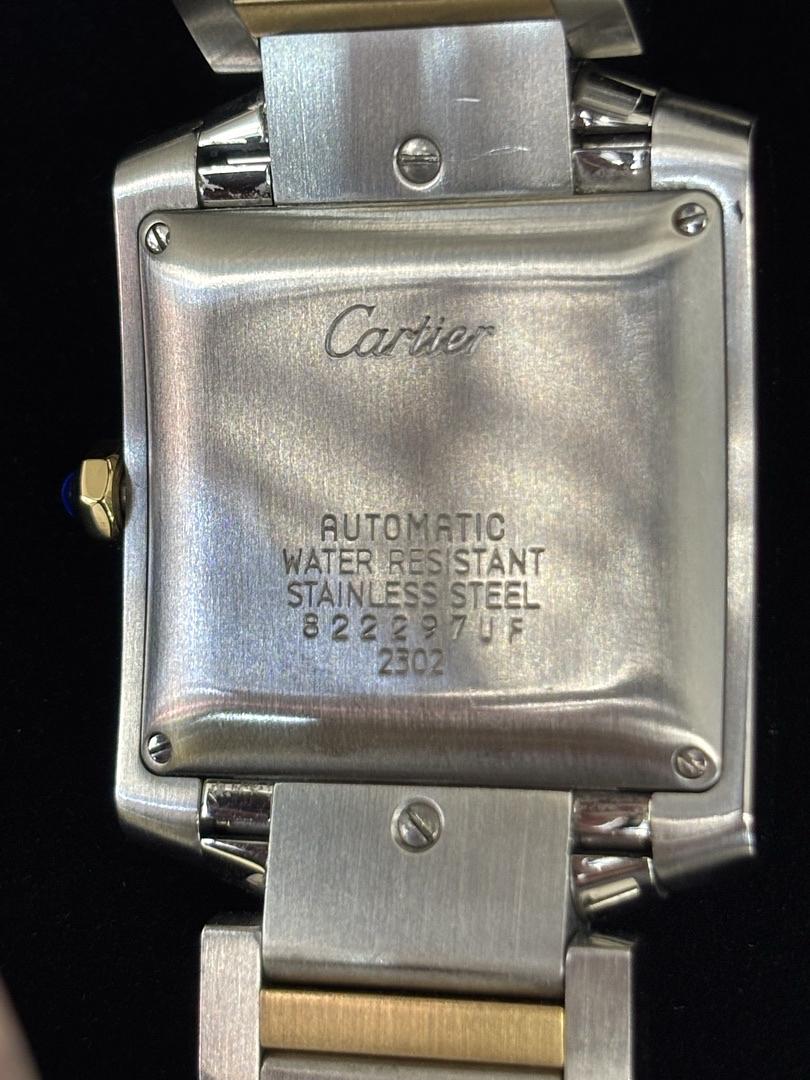 Cartier
AUTOMATIC
WATER RESISTANT
STAINLESS STEEL
822297UF
2302